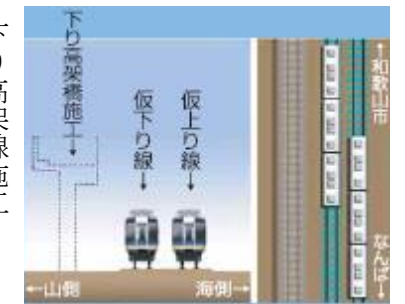 下り高架線施工
下り高架橋施工→
仮下り線→
仮上り線→
←山側
海側→
←和歌山市
なんば→